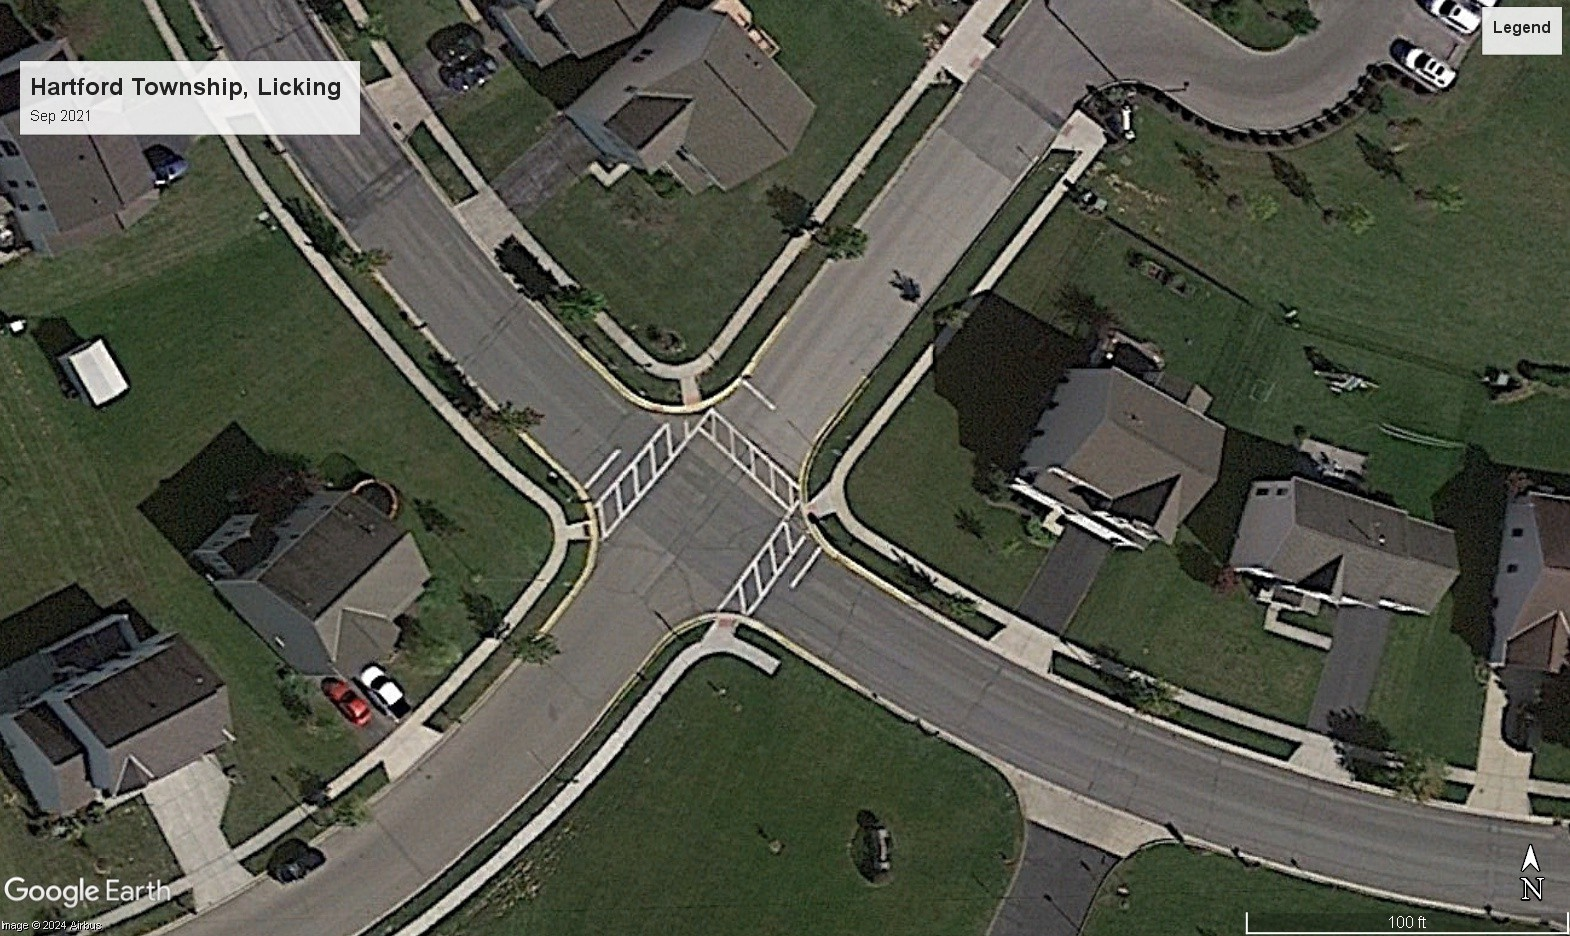 Legend
Hartford Township, Licking
Sep 2021
Google Earth
Image © 2024 Airbus
N
100 ft